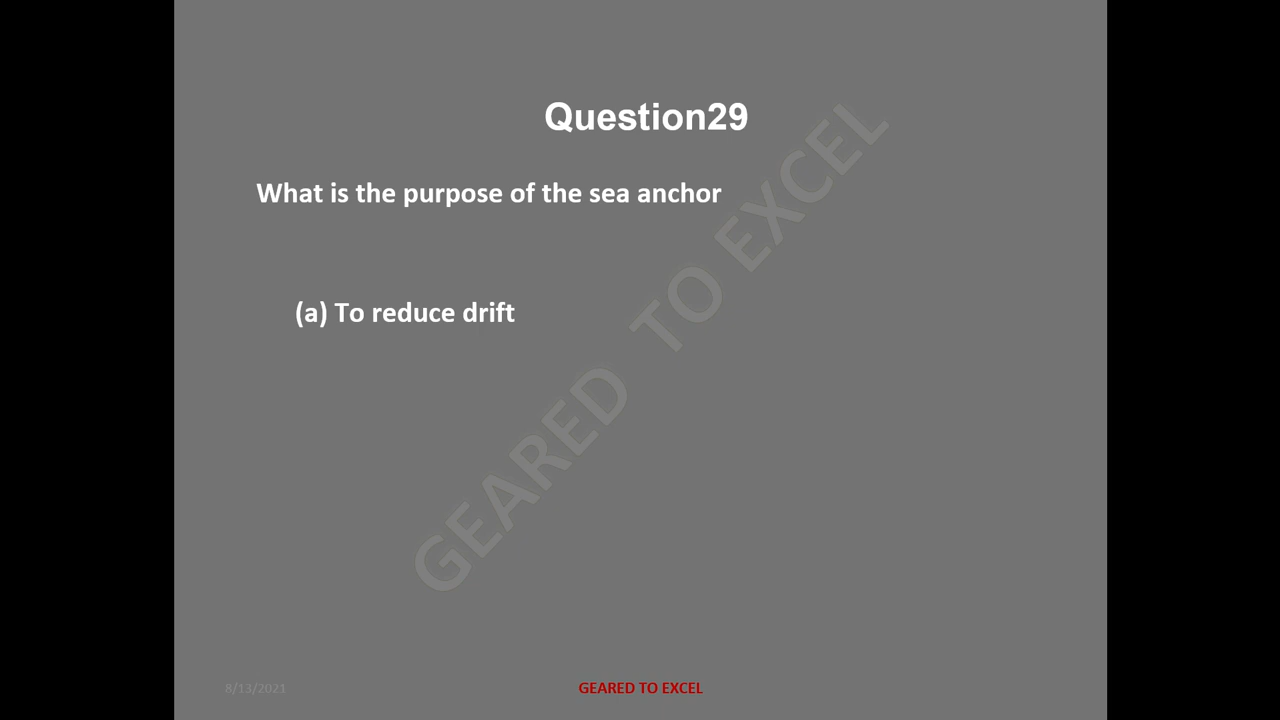 Question29
What is the purpose of the sea anchor
(a) To reduce drift
GEARED TO EXCEL
8/13/2021
GEARED TO EXCEL